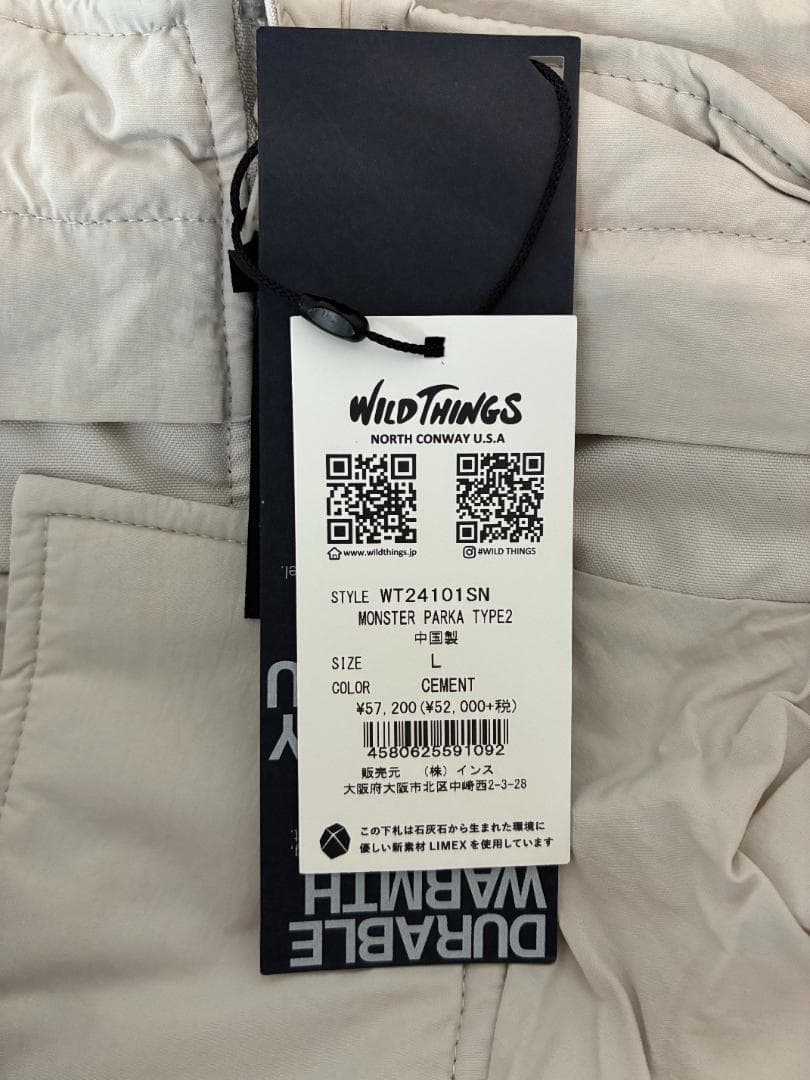 WILD THINGS
NORTH CONWAY U.S.A
www.wildthings.jp
#WILD THINGS
STYLE WT24101SN
MONSTER PARKA TYPE2
中国製
SIZE L
COLOR CEMENT
¥57,200(¥52,000+税)
4580625591092
販売元 (株)インス
大阪府大阪市北区中崎西2-3-28
この下札は石灰石から生まれた環境に
優しい新素材 LIMEX を使用しています
DURABLE
WARMTH